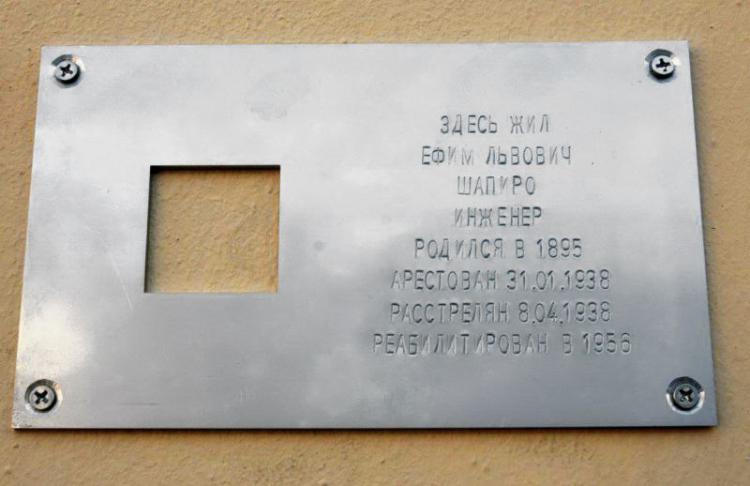 ЗДЕСЬ ЖИЛ
ЕФИМ ЛЬВОВИЧ
ШАПИРО
ИНЖЕНЕР
РОДИЛСЯ В 1895
АРЕСТОВАН 31.01.1938
РАССТРЕЛЯН 8.04.1938
РЕАБИЛИТИРОВАН В 1956